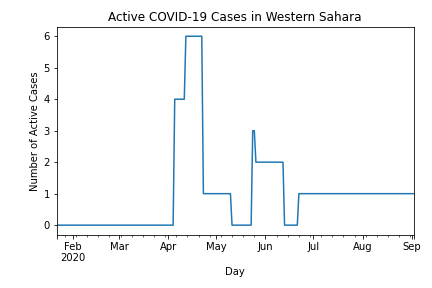 Active COVID-19 Cases in Western Sahara
Number of Active Cases
6
5
4
3
2
1
0
Feb Mar Apr May Jun Jul Aug Sep
2020
Day